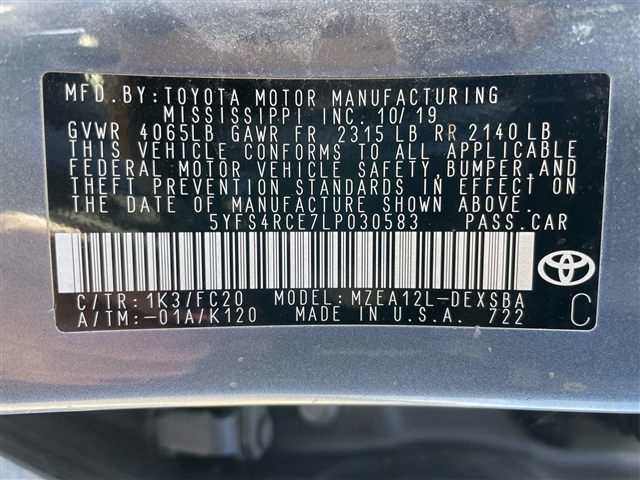 MFD.BY:TOYOTA MOTOR MANUFACTURING
MISSISSIPPI INC. 10/19
GVWR 4065LB GAWR FR 2315 LB RR 2140 LB
THIS VEHICLE CONFORMS TO ALL APPLICABLE
FEDERAL MOTOR VEHICLE SAFETY,BUMPER,AND
THEFT PREVENTION STANDARDS IN EFFECT ON
THE DATE OF MANUFACTURE SHOWN ABOVE.
5YFS4RCE7LP030583 PASS.CAR
C/TR:1K3/FC20 MODEL:MZEA12L-DEXSBA
A/TM:-01A/K120 MADE IN U.S.A. 722 C